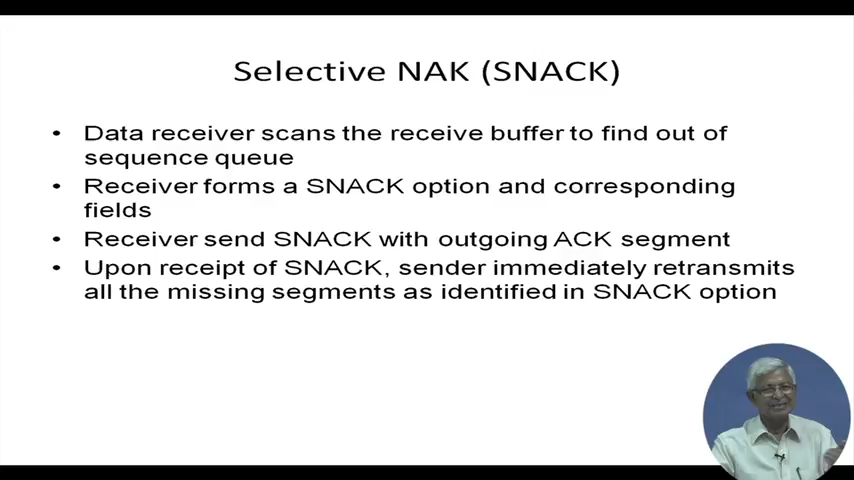 Selective NAK (SNACK)
• Data receiver scans the receive buffer to find out of
sequence queue
• Receiver forms a SNACK option and corresponding
fields
• Receiver send SNACK with outgoing ACK segment
• Upon receipt of SNACK, sender immediately retransmits
all the missing segments as identified in SNACK option